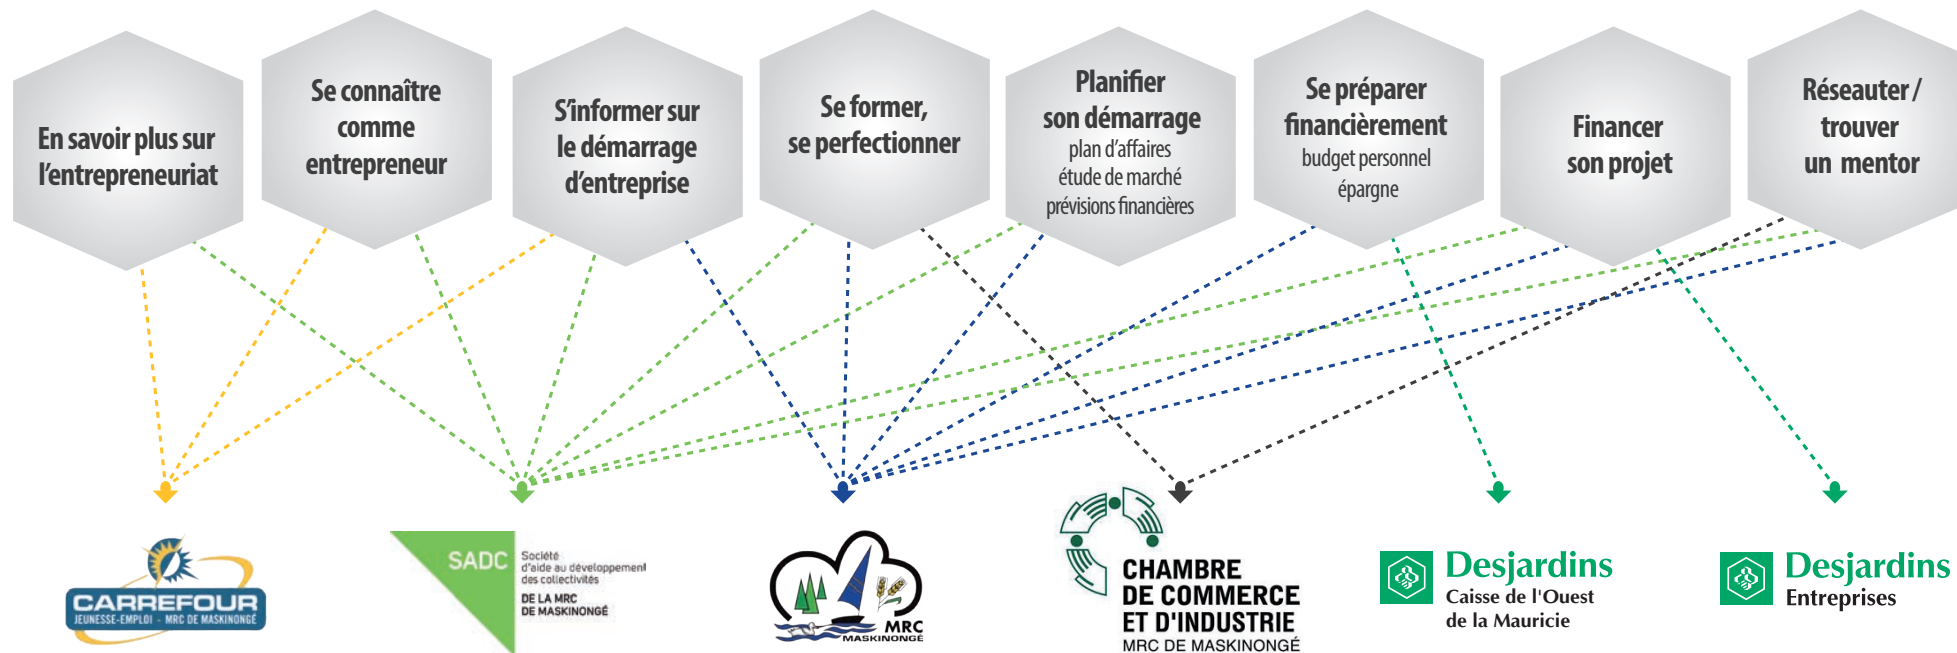 En savoir plus sur
l'entrepreneuriat
Se connaître
comme
entrepreneur
S'informer sur
le démarrage
d'entreprise
Se former,
se perfectionner
Planifier
son démarrage
plan d'affaires
étude de marché
prévisions financières
Se préparer
financièrement
budget personnel
épargne
Financer
son projet
Réseauter /
trouver
un mentor
CARREFOUR
JEUNESSE-EMPLOI - MRC DE MASKINONGÉ
SADC
Société
d'aide au développement
des collectivités
DE LA MRC
DE MASKINONGÉ
MRC
MASKINONGÉ
CHAMBRE
DE COMMERCE
ET D'INDUSTRIE
MRC DE MASKINONGÉ
Desjardins
Caisse de l'Ouest
de la Mauricie
Desjardins
Entreprises